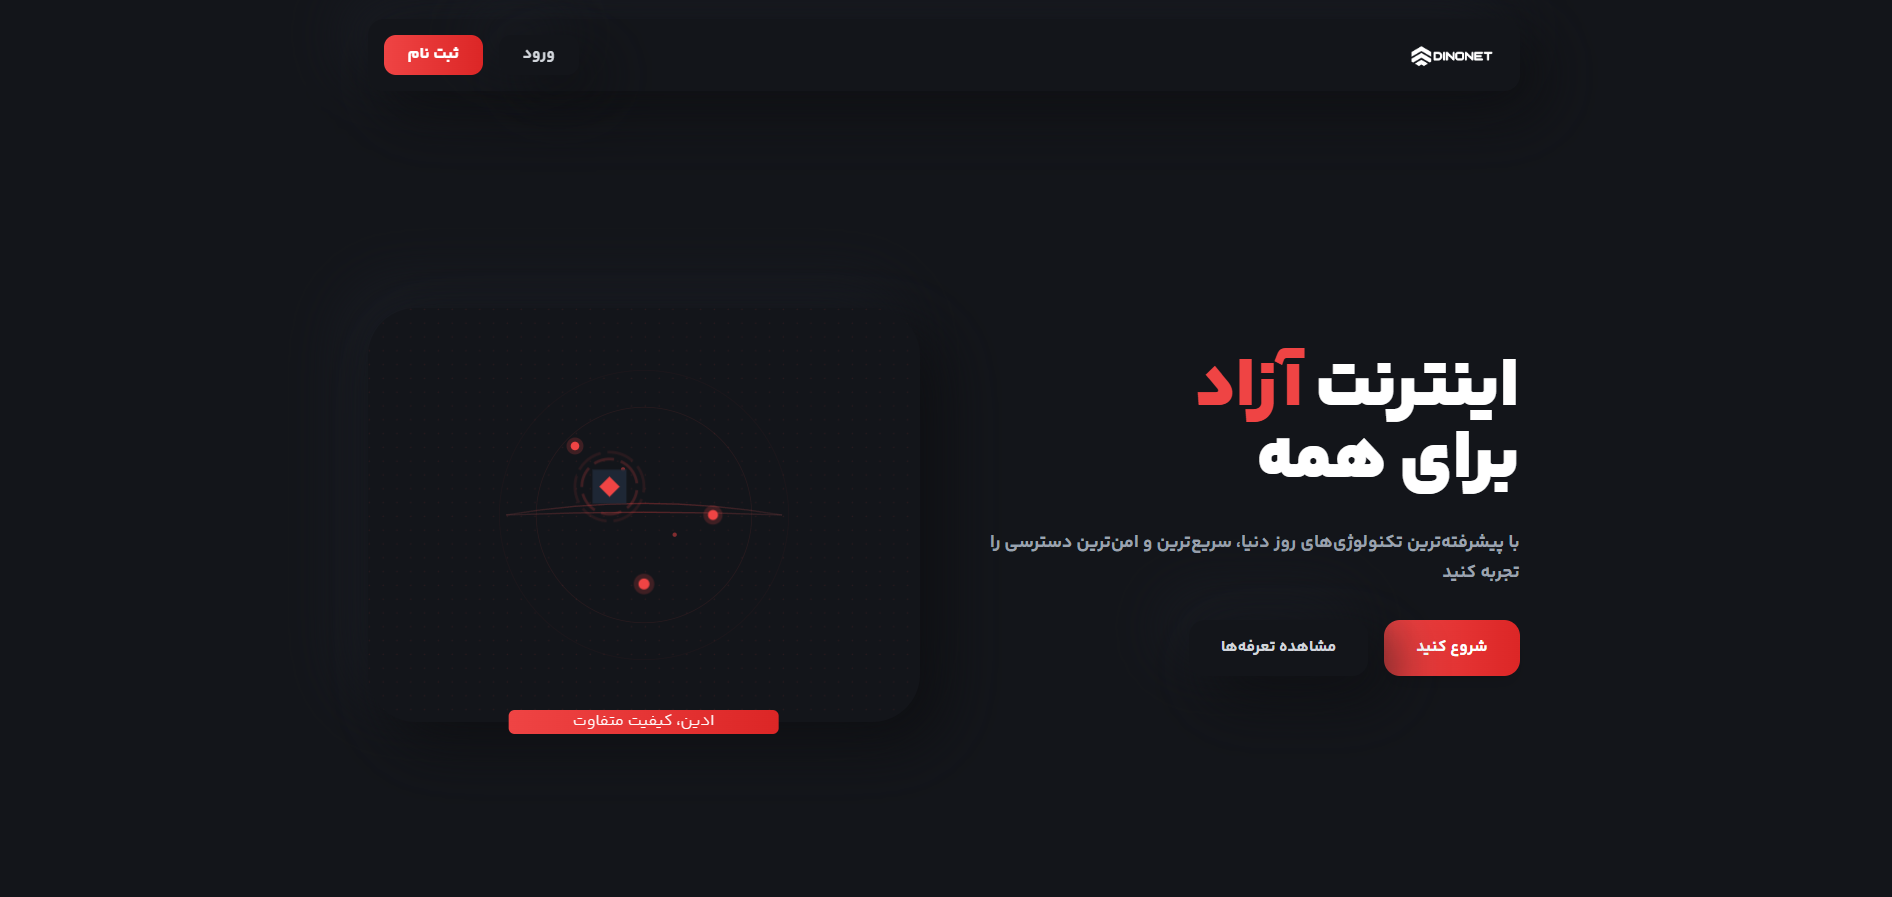 DINONET
ورود
ثبت نام
اینترنت آزاد
برای همه
با پیشرفته‌ترین تکنولوژی‌های روز دنیا، سریع‌ترین و امن‌ترین دسترسی را
تجربه کنید
شروع کنید
مشاهده تعرفه‌ها
ادین، کیفیت متفاوت